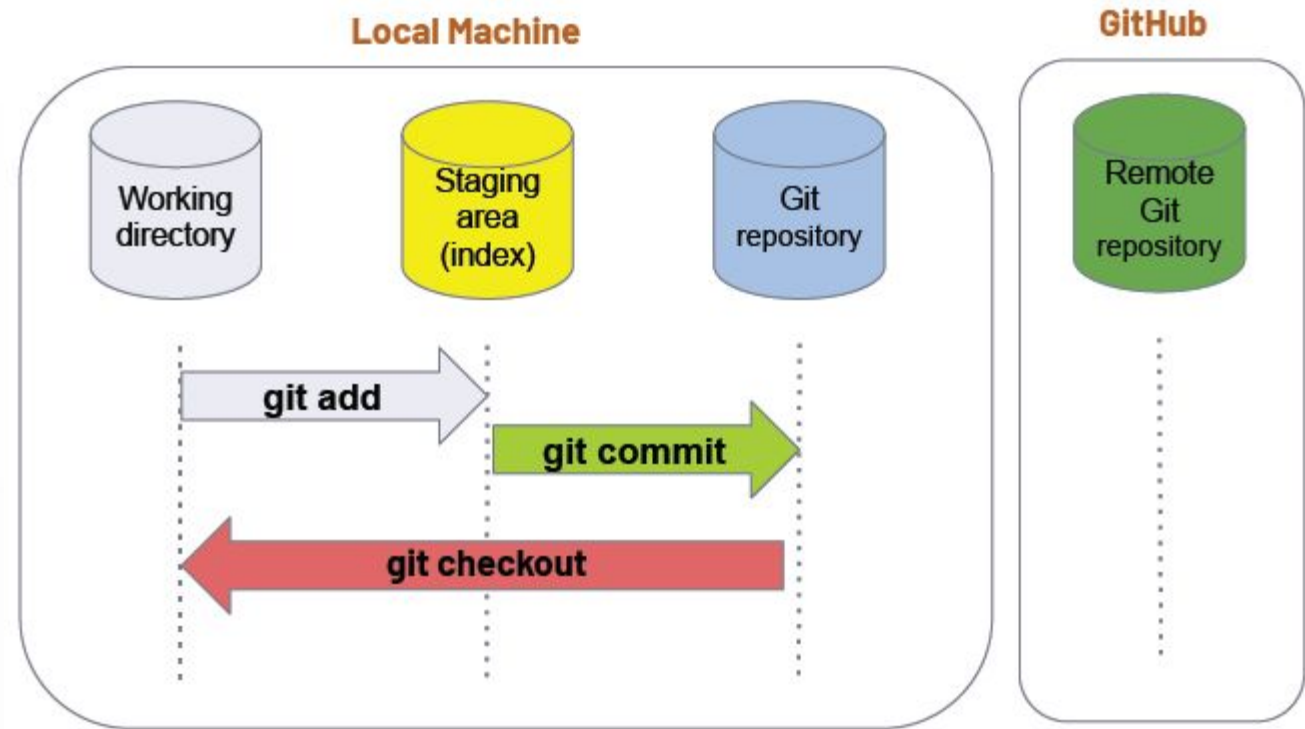 Local Machine
GitHub
Working
directory
Staging
area
(index)
Git
repository
Remote
Git
repository
git add
git commit
git checkout